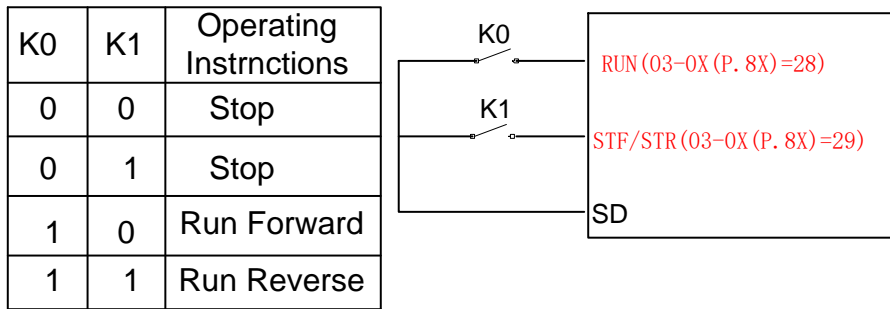 K0 K1 Operating
Instrnctions
0 0 Stop
0 1 Stop
1 0 Run Forward
1 1 Run Reverse
K0
RUN(03-0X(P.8X)=28)
K1
STF/STR(03-0X(P.8X)=29)
SD